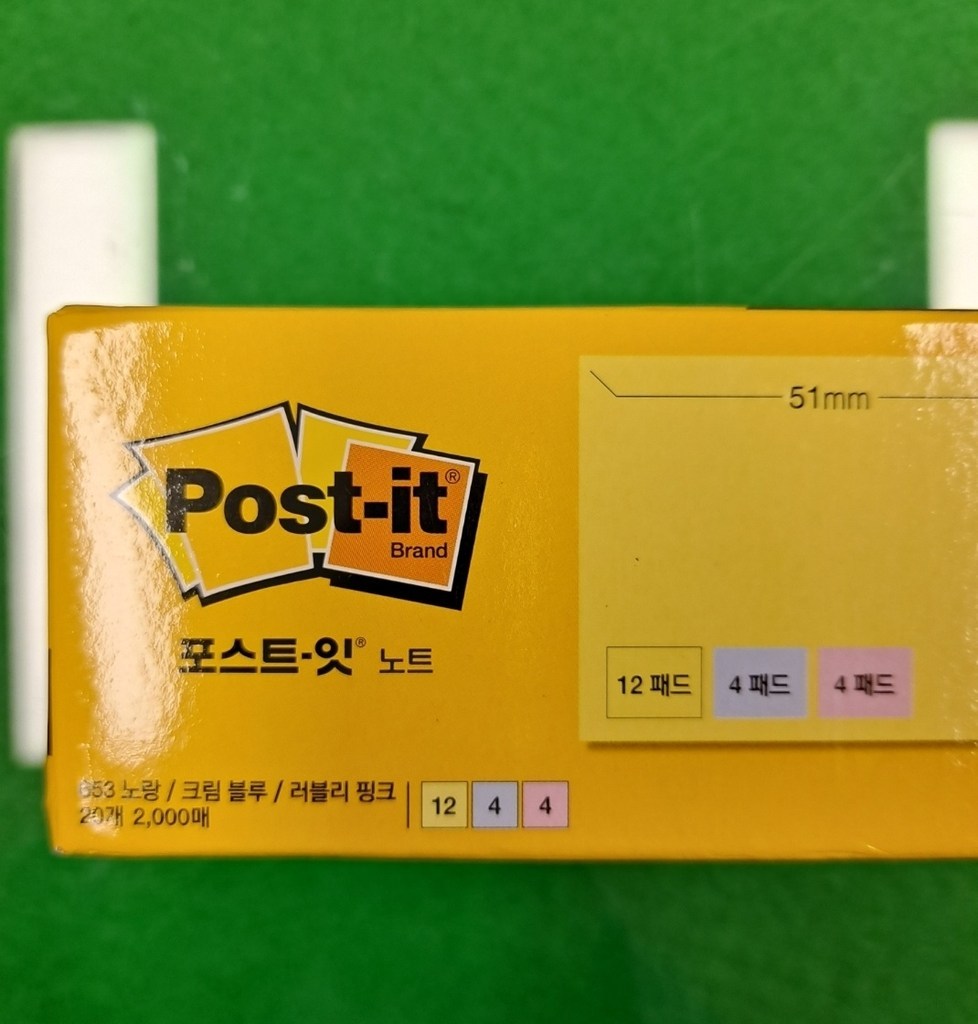 51mm
Post-it®
Brand
포스트-잇® 노트
12 패드 4 패드 4 패드
653 노랑 / 크림 블루 / 러블리 핑크
20개 2,000매
12 4 4